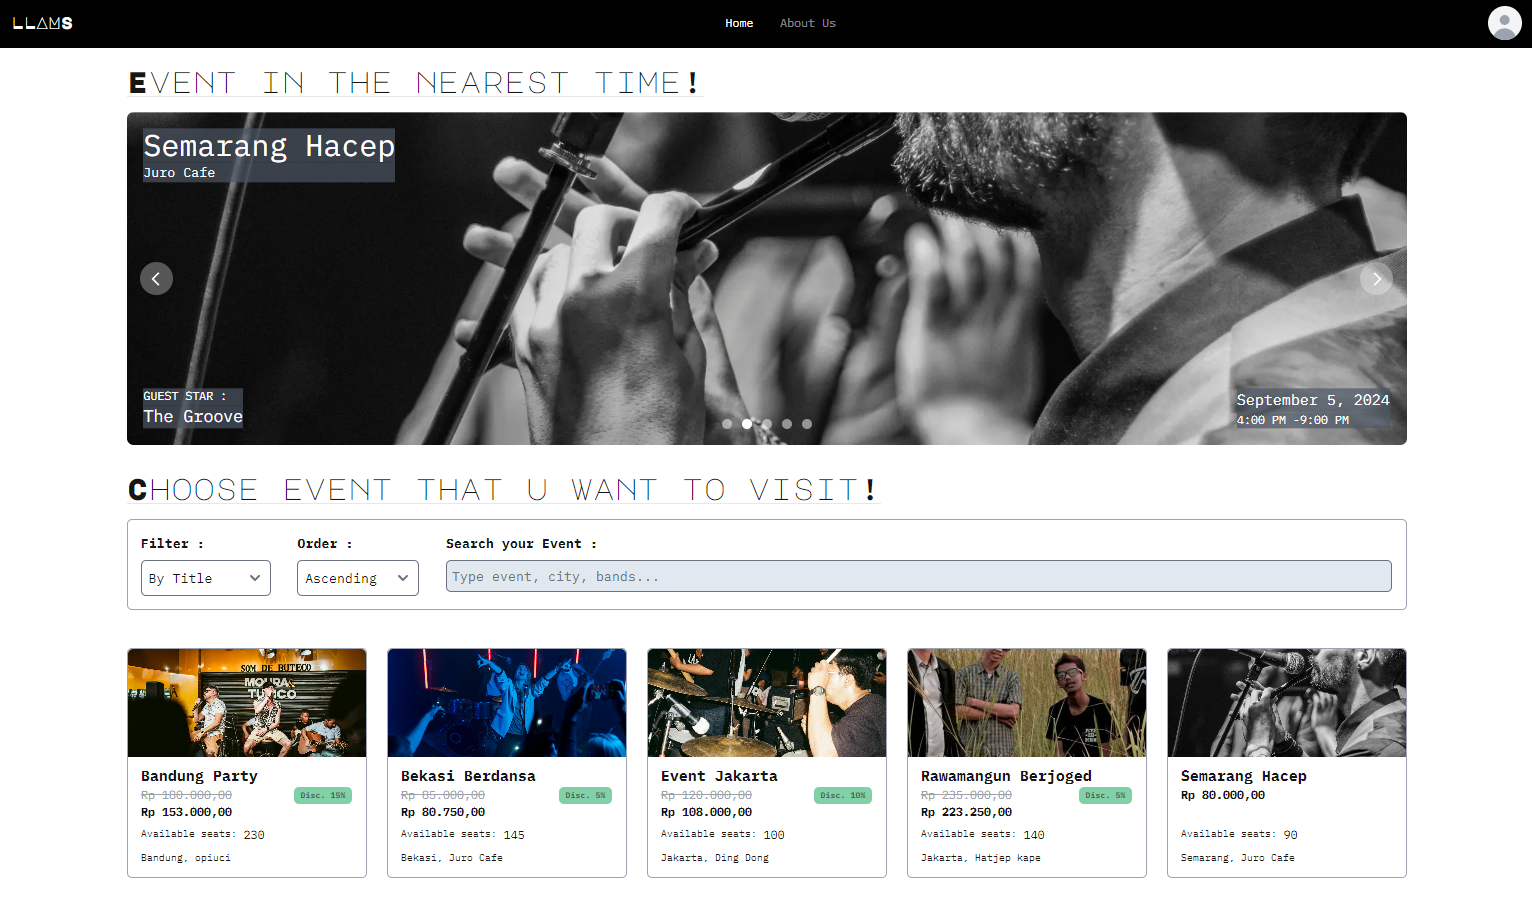 LLAMS
Home
About Us
EVENT IN THE NEAREST TIME!
Semarang Hacep
Juro Cafe
GUEST STAR :
The Groove
September 5, 2024
4:00 PM -9:00 PM
CHOOSE EVENT THAT U WANT TO VISIT!
Filter :
Order :
Search your Event :
By Title
Ascending
Type event, city, bands...
SOM DE BUTECO
Bandung Party
Rp 180.000,00
Disc. 15%
Rp 153.000,00
Available seats: 230
Bandung, opiuci
Bekasi Berdansa
Rp 85.000,00
Disc. 5%
Rp 80.750,00
Available seats: 145
Bekasi, Juro Cafe
Event Jakarta
Rp 120.000,00
Disc. 10%
Rp 108.000,00
Available seats: 100
Jakarta, Ding Dong
Rawamangun Berjoged
Rp 235.000,00
Disc. 5%
Rp 223.250,00
Available seats: 140
Jakarta, Hatjep kape
Semarang Hacep
Rp 80.000,00
Available seats: 90
Semarang, Juro Cafe